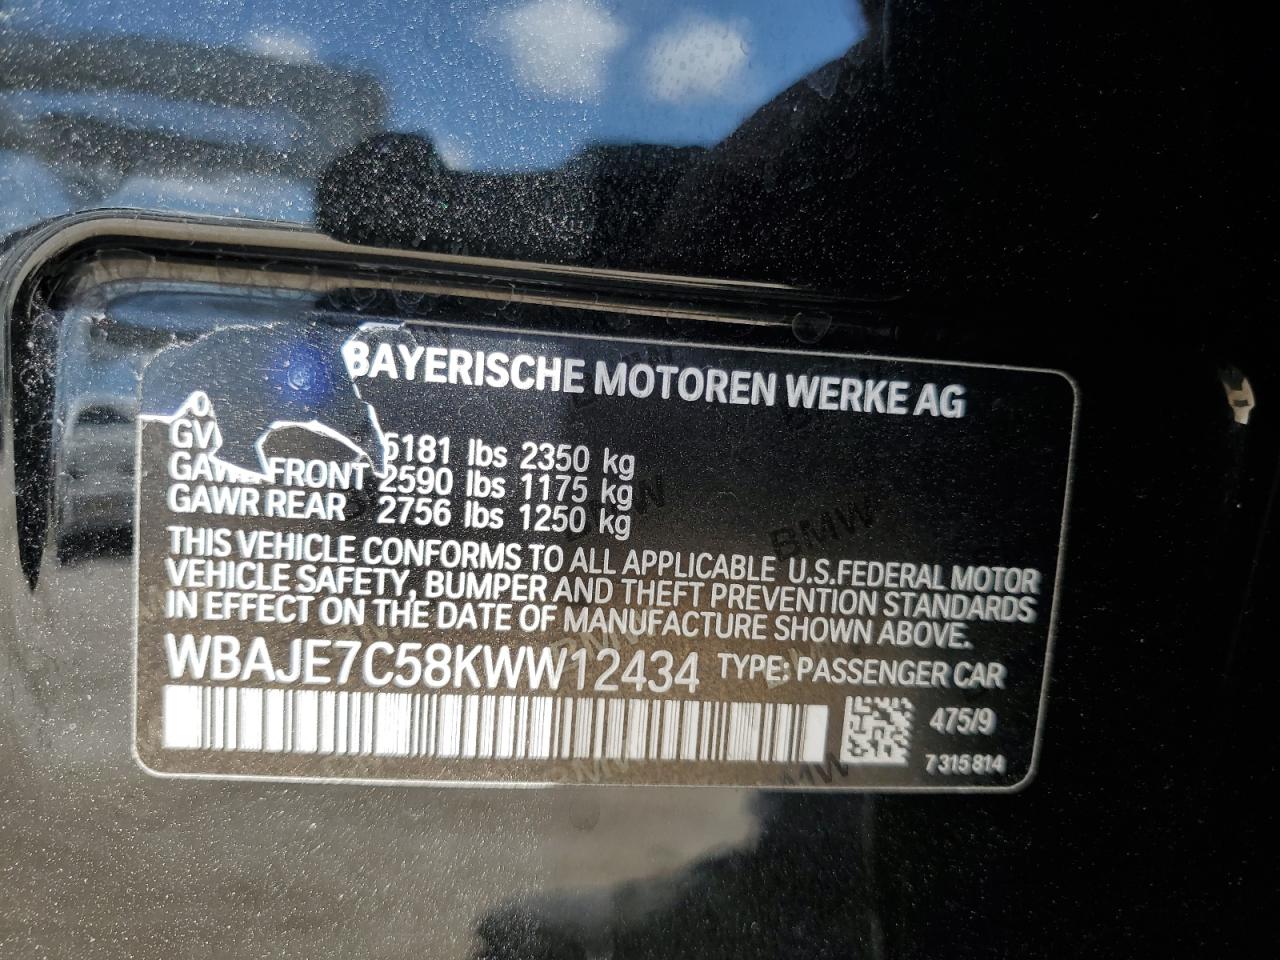 BAYERISCHE MOTOREN WERKE AG
5181 lbs 2350 kg
FRONT 2590 lbs 1175 kg
GAWR REAR 2756 lbs 1250 kg
THIS VEHICLE CONFORMS TO ALL APPLICABLE U.S.FEDERAL MOTOR
VEHICLE SAFETY, BUMPER AND THEFT PREVENTION STANDARDS
IN EFFECT ON THE DATE OF MANUFACTURE SHOWN ABOVE.
WBAJE7C58KWW12434 TYPE: PASSENGER CAR
475/9
7 315 814